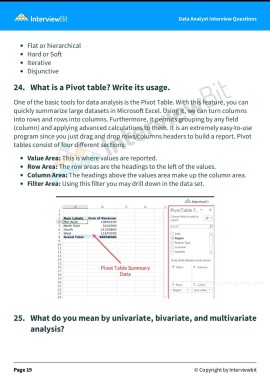 InterviewBit
Data Analyst Interview Questions
Flat or hierarchical
Hard or Soft
Iterative
Disjunctive
24. What is a Pivot table? Write its usage.
One of the basic tools for data analysis is the Pivot Table. With this feature, you can
quickly summarize large datasets in Microsoft Excel. Using it, we can turn columns
into rows and rows into columns. Furthermore, it permits grouping by any field
(column) and applying advanced calculations to them. It is an extremely easy-to-use
program since you just drag and drop rows/columns headers to build a report. Pivot
tables consist of four different sections:
Value Area: This is where values are reported.
Row Area: The row areas are the headings to the left of the values.
Column Area: The headings above the values area make up the column area.
Filter Area: Using this filter you may drill down in the data set.
Row Labels Sum of Revenue
North East
South
West
Grand Total
Pivot Table Summary
Data
25. What do you mean by univariate, bivariate, and multivariate
analysis?
Page 19
© Copyright by Interviewbit